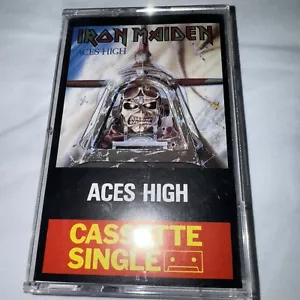 IRON MAIDEN
ACES HIGH
ACES HIGH
CASSETTE
SINGLE